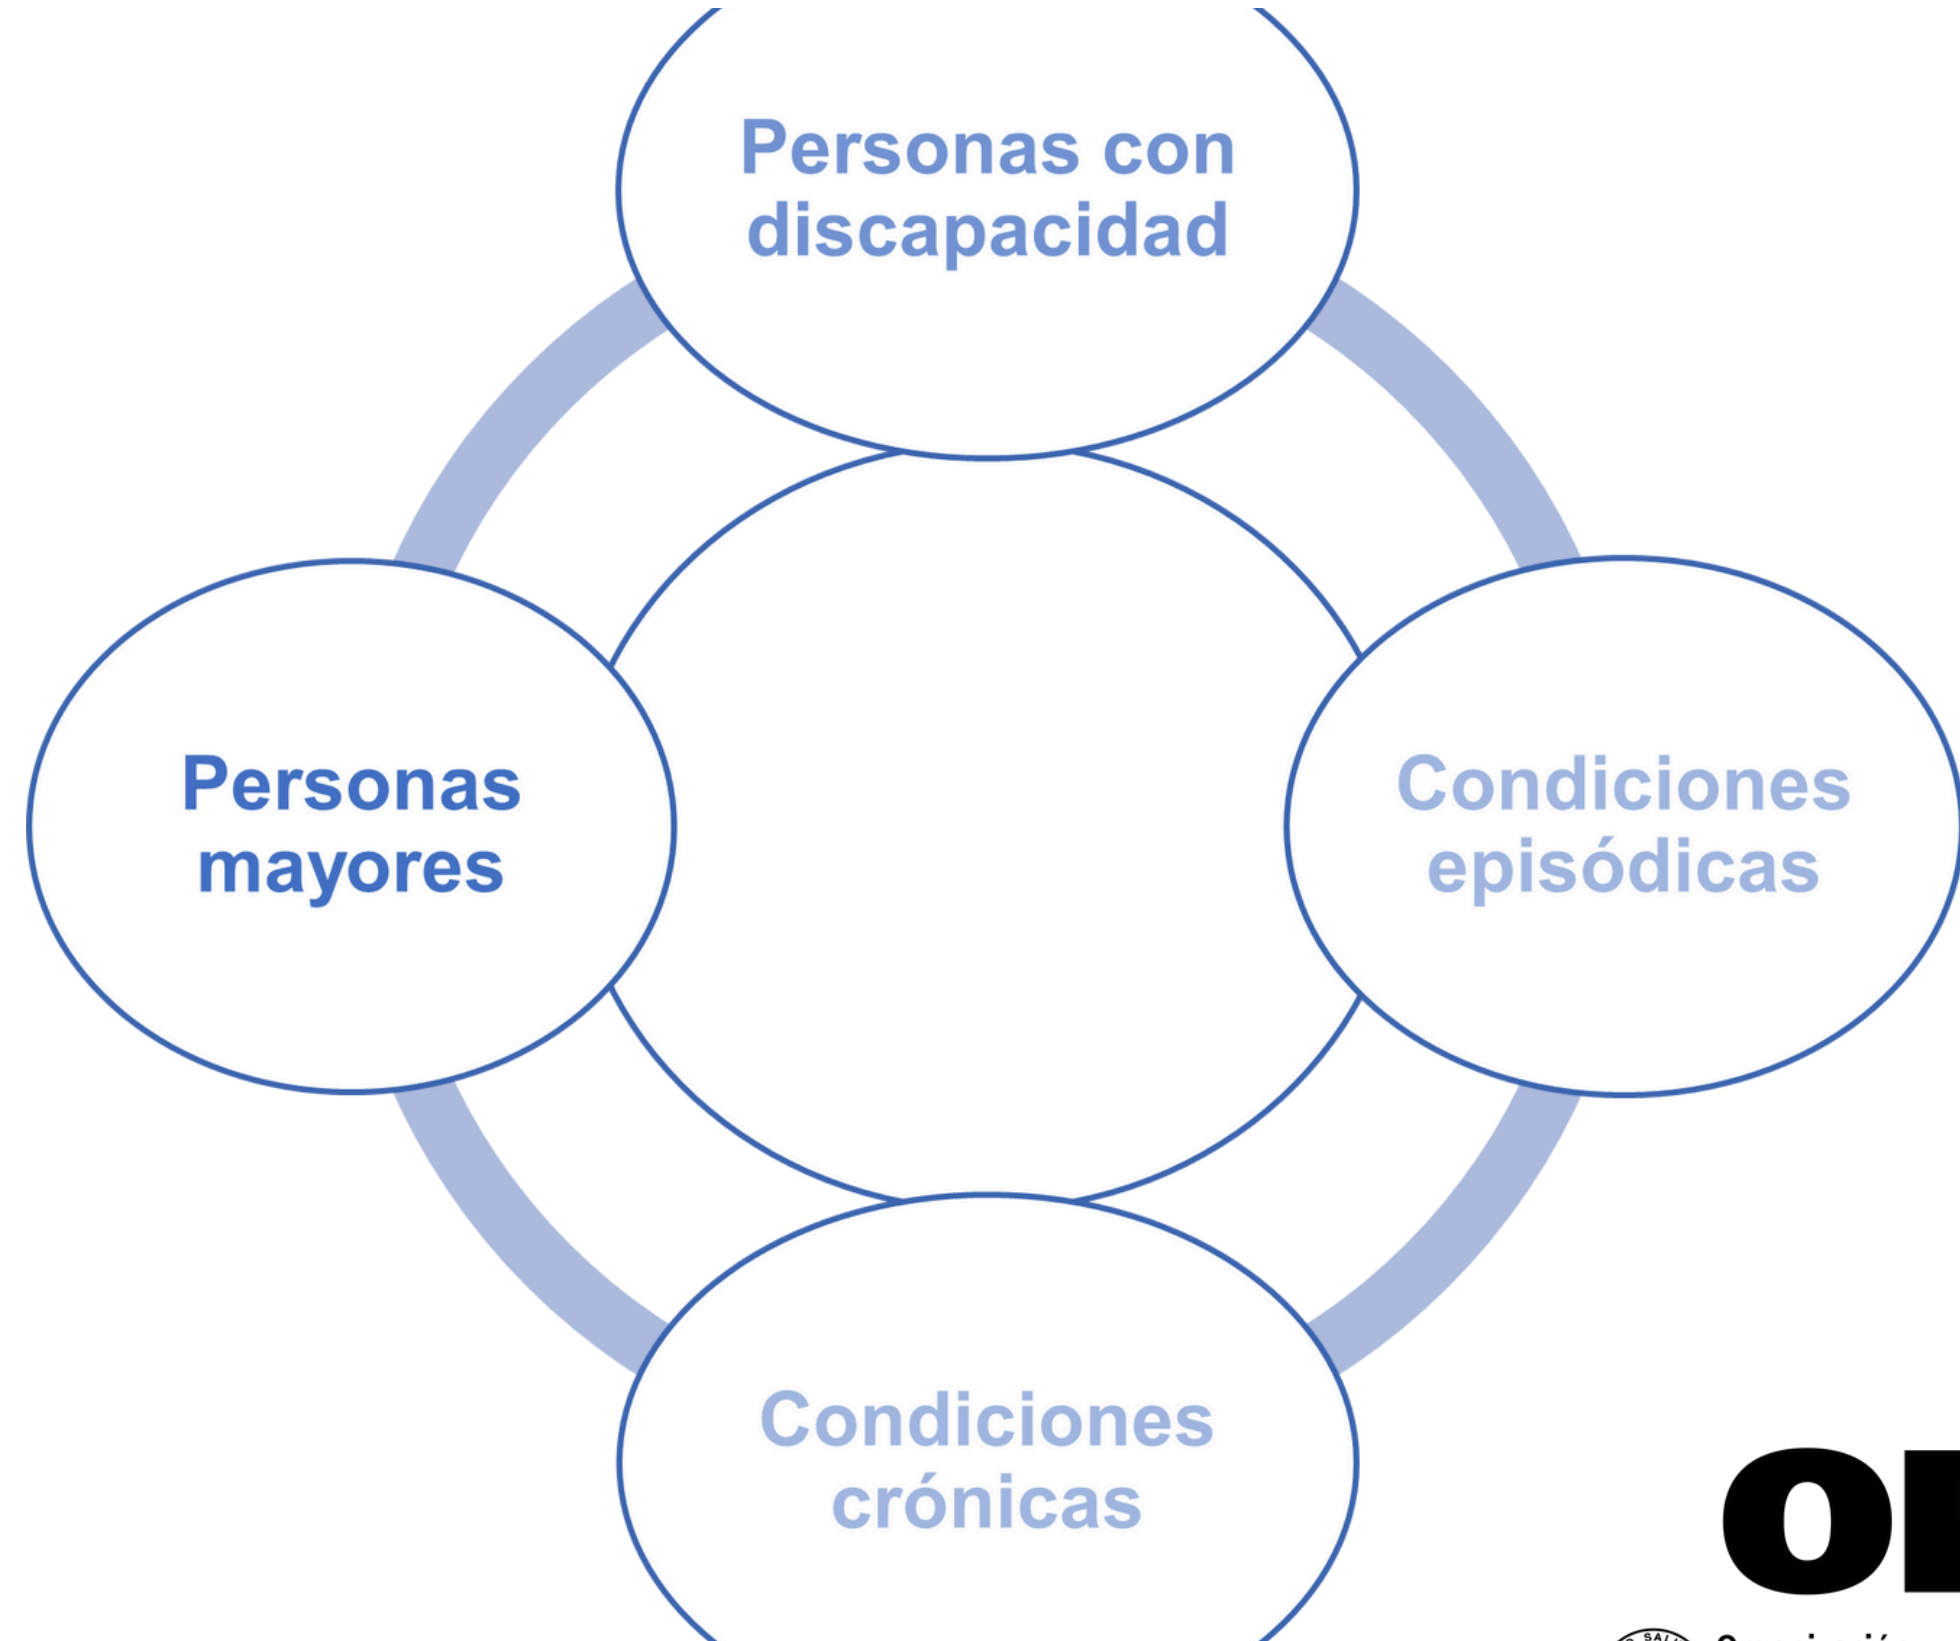 Personas con
discapacidad
Personas
mayores
Condiciones
episódicas
Condiciones
crónicas